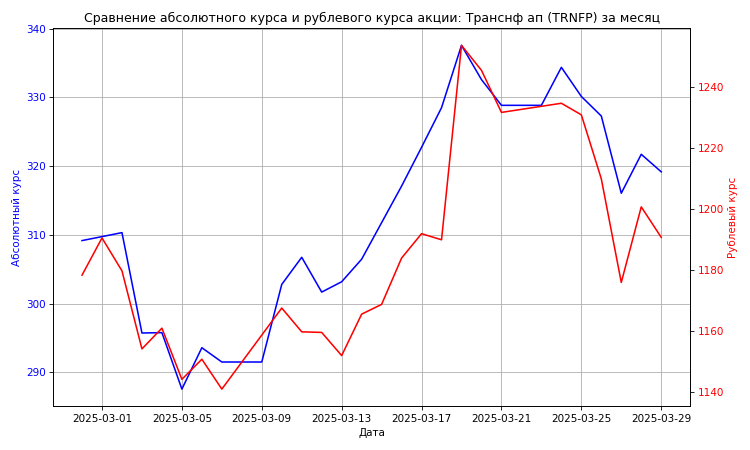 Сравнение абсолютного курса и рублевого курса акции: Транснф ап (TRNFP) за месяц
340
330
320
310
300
290
Абсолютный курс
1240
1220
1200
1180
1160
1140
Рублевый курс
2025-03-01 2025-03-05 2025-03-09 2025-03-13 2025-03-17 2025-03-21 2025-03-25 2025-03-29
Дата